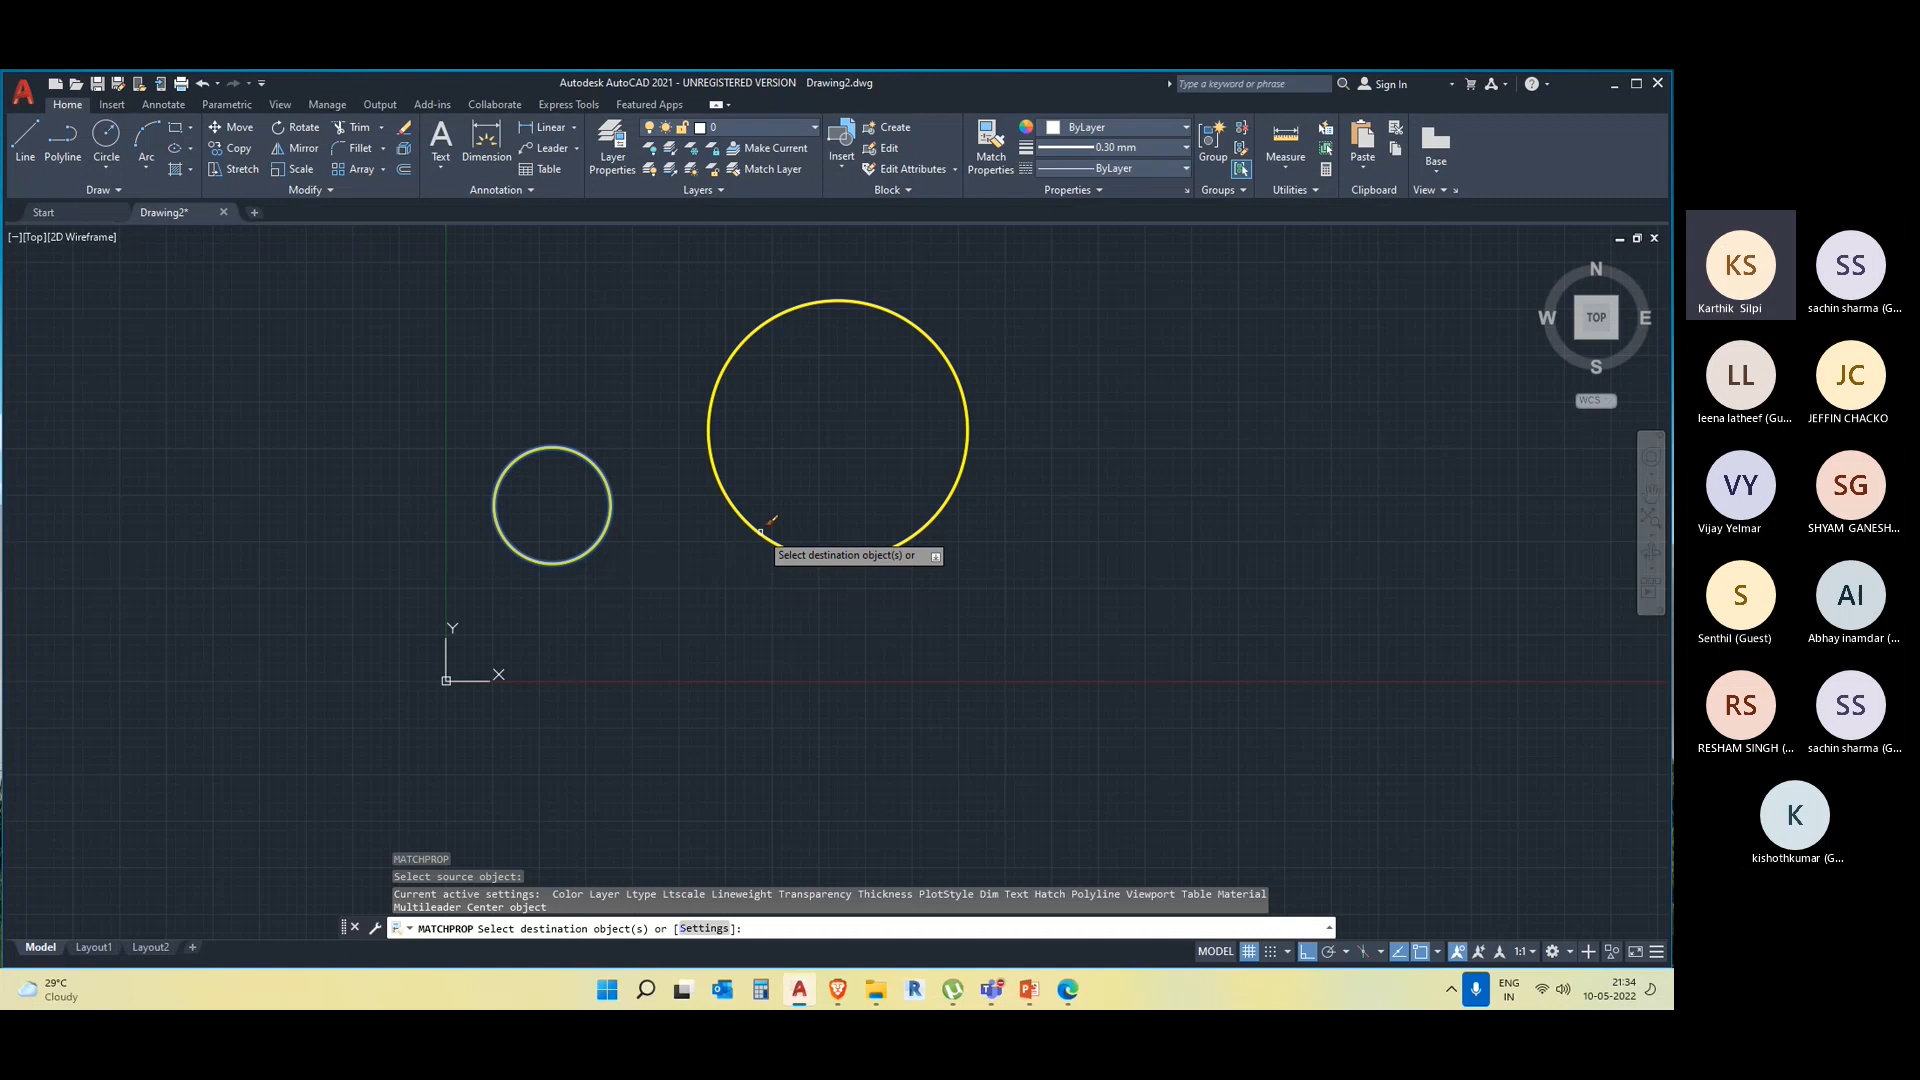 Autodesk AutoCAD 2021 - UNREGISTERED VERSION Drawing2.dwg
Type a keyword or phrase
Sign In
Home Insert Annotate Parametric View Manage Output Add-ins Collaborate Express Tools Featured Apps
Line Polyline Circle Arc
Move Rotate Trim
Copy Mirror Fillet
Stretch Scale Array
Text Dimension
Linear
Leader
Table
Layer Properties
0
Make Current
Match Layer
Insert
Create
Edit
Edit Attributes
Match Properties
ByLayer
0.30 mm
ByLayer
Group
Measure
Paste
Base
Draw Modify Annotation Layers Block Properties Groups Utilities Clipboard View
Start Drawing2*
[−][Top][2D Wireframe]
N
W TOP E
S
WCS
Select destination object(s) or
Y
X
MATCHPROP
Select source object:
Current active settings: Color Layer Ltype Ltscale Lineweight Transparency Thickness PlotStyle Dim Text Hatch Polyline Viewport Table Material
Multileader Center object
MATCHPROP Select destination object(s) or [Settings]:
Model Layout1 Layout2
MODEL
1:1
29°C
Cloudy
ENG
IN
21:34
10-05-2022
KS
Karthik Silpi
SS
sachin sharma (G...
LL
leena latheef (Gu...
JC
JEFFIN CHACKO
VY
Vijay Yelmar
SG
SHYAM GANESH...
S
Senthil (Guest)
AI
Abhay inamdar (...
RS
RESHAM SINGH (...
SS
sachin sharma (G...
K
kishothkumar (G...